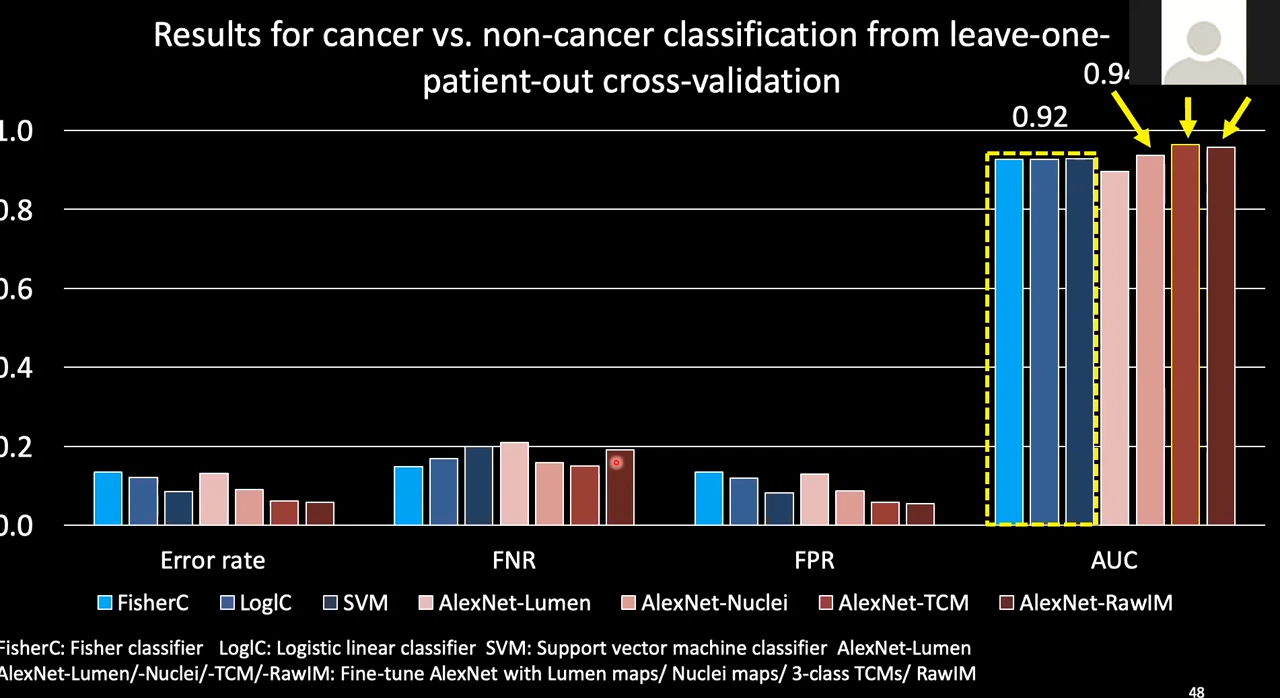 Results for cancer vs. non-cancer classification from leave-one-
patient-out cross-validation
0.94
0.92
1.0
0.8
0.6
0.4
0.2
0.0
Error rate FNR FPR AUC
FisherC LoglC SVM AlexNet-Lumen AlexNet-Nuclei AlexNet-TCM AlexNet-RawIM
FisherC: Fisher classifier LoglC: Logistic linear classifier SVM: Support vector machine classifier AlexNet-Lumen
AlexNet-Lumen/-Nuclei/-TCM/-RawIM: Fine-tune AlexNet with Lumen maps/ Nuclei maps/ 3-class TCMs/ RawIM
48